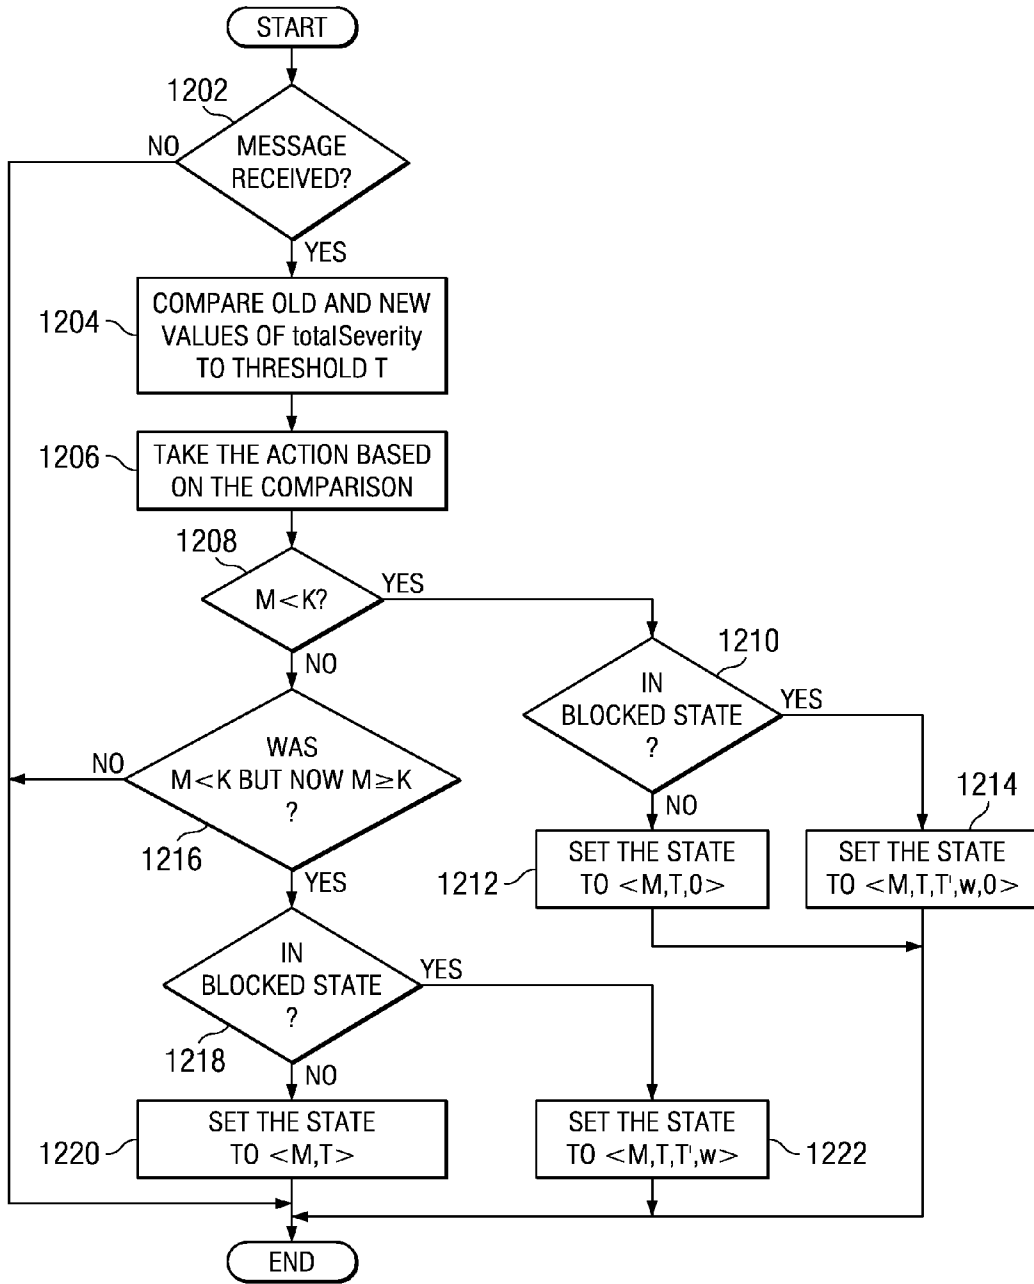 START
1202
NO
MESSAGE
RECEIVED?
YES
1204
COMPARE OLD AND NEW
VALUES OF totalSeverity
TO THRESHOLD T
1206
TAKE THE ACTION BASED
ON THE COMPARISON
1208
M<K?
YES
NO
1210
IN
BLOCKED STATE
?
YES
NO
1216
WAS
M<K BUT NOW M≥K
?
NO
YES
1212
SET THE STATE
TO <M,T,0>
1214
SET THE STATE
TO <M,T,T',w,0>
1218
IN
BLOCKED STATE
?
YES
NO
1220
SET THE STATE
TO <M,T>
SET THE STATE
TO <M,T,T',w>
1222
END